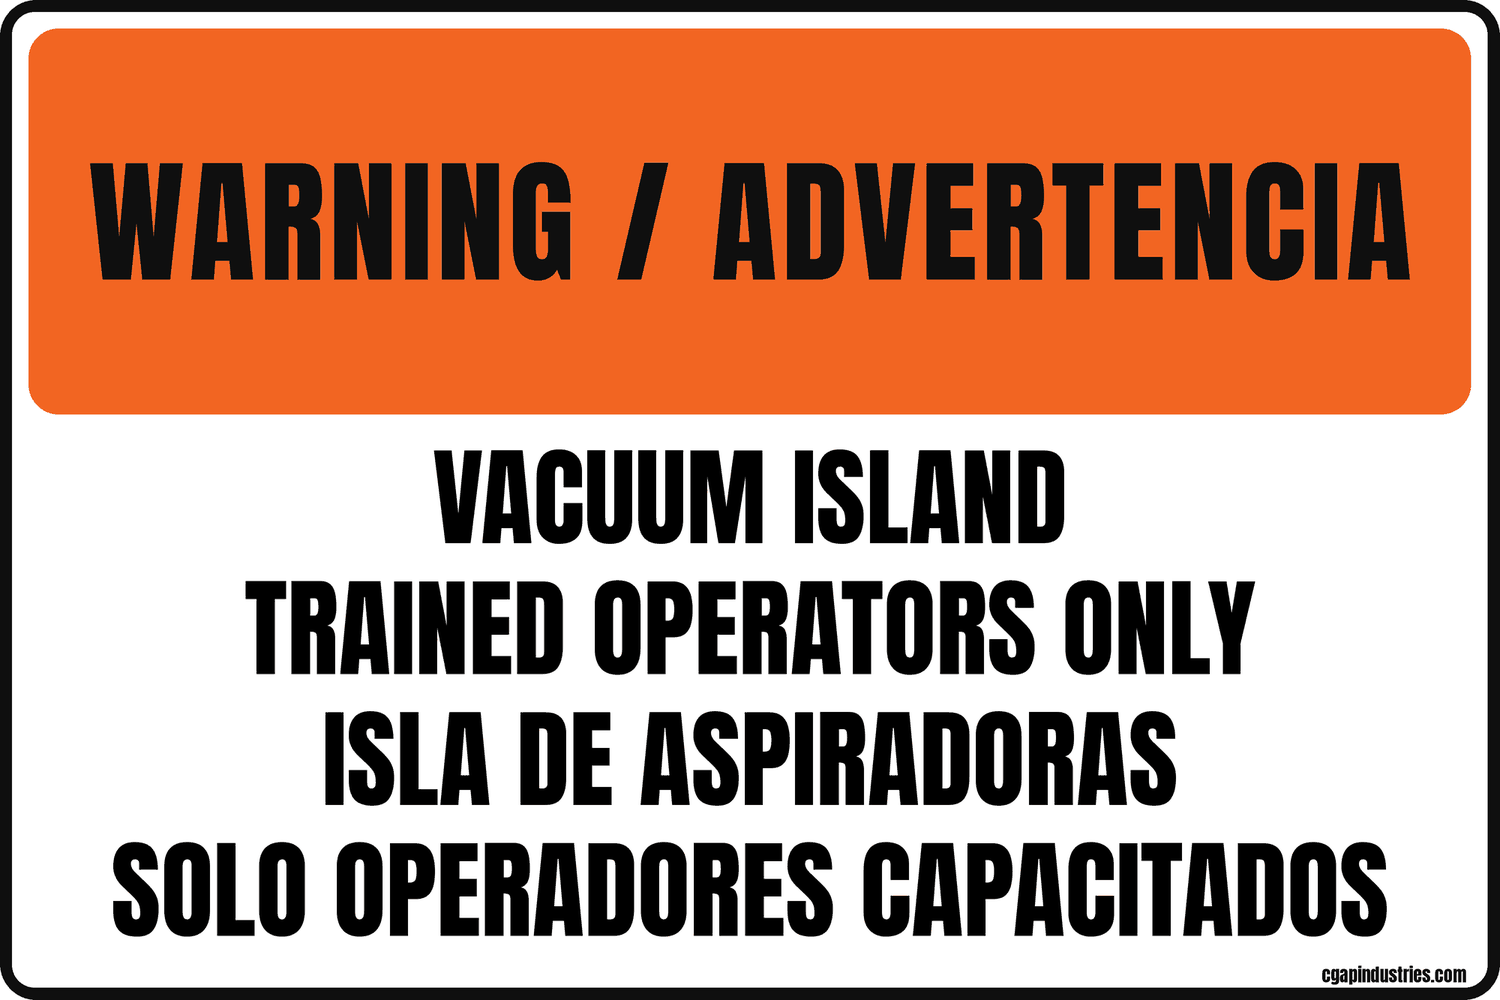 WARNING / ADVERTENCIA
VACUUM ISLAND
TRAINED OPERATORS ONLY
ISLA DE ASPIRADORAS
SOLO OPERADORES CAPACITADOS
cgapindustries.com